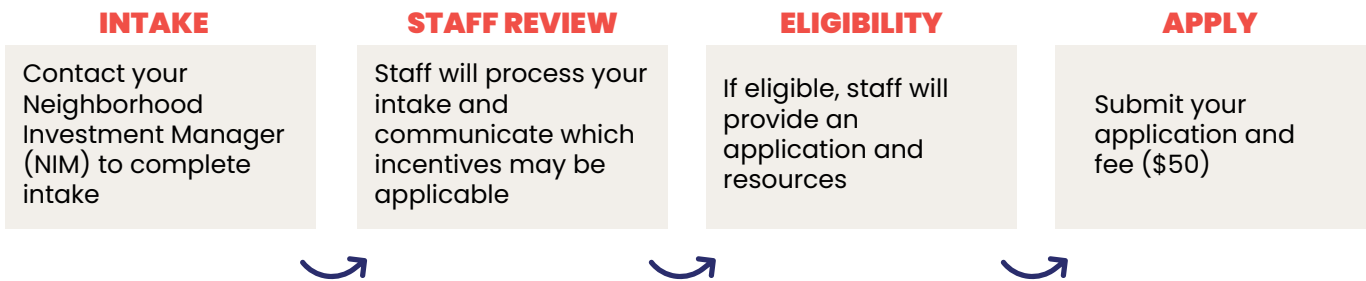 INTAKE
Contact your
Neighborhood
Investment Manager
(NIM) to complete
intake
STAFF REVIEW
Staff will process your
intake and
communicate which
incentives may be
applicable
ELIGIBILITY
If eligible, staff will
provide an
application and
resources
APPLY
Submit your
application and
fee ($50)